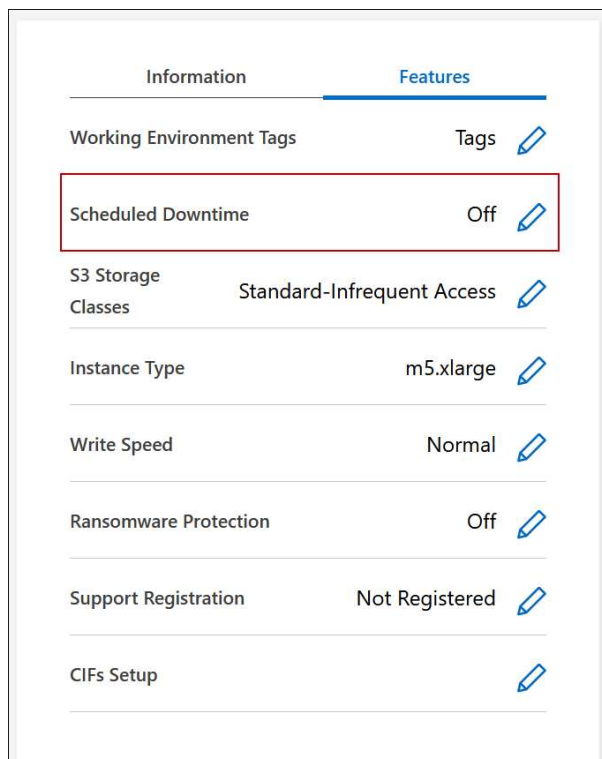 Information Features
Working Environment Tags Tags
Scheduled Downtime Off
S3 Storage
Classes Standard-Infrequent Access
Instance Type m5.xlarge
Write Speed Normal
Ransomware Protection Off
Support Registration Not Registered
CIFs Setup